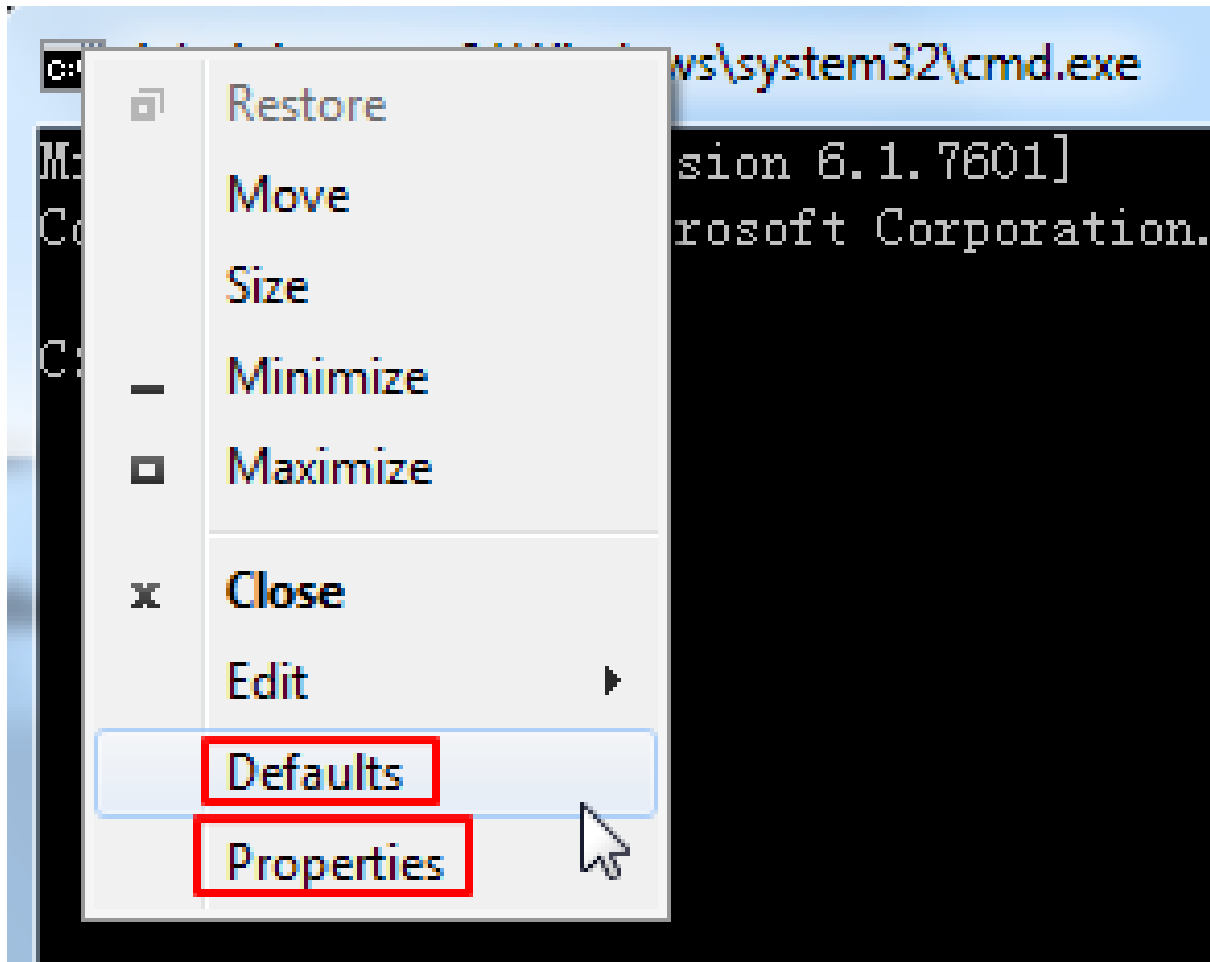 C:\
ws\system32\cmd.exe
Restore
sion 6.1.7601]
Move
rosoft Corporation.
Size
C:
Minimize
Maximize
x Close
Edit
Defaults
Properties